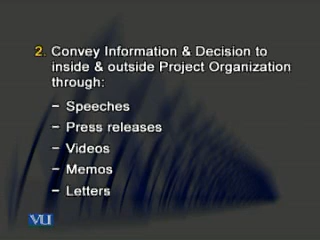 2. Convey Information & Decision to
inside & outside Project Organization
through:
– Speeches
– Press releases
– Videos
– Memos
– Letters
VU